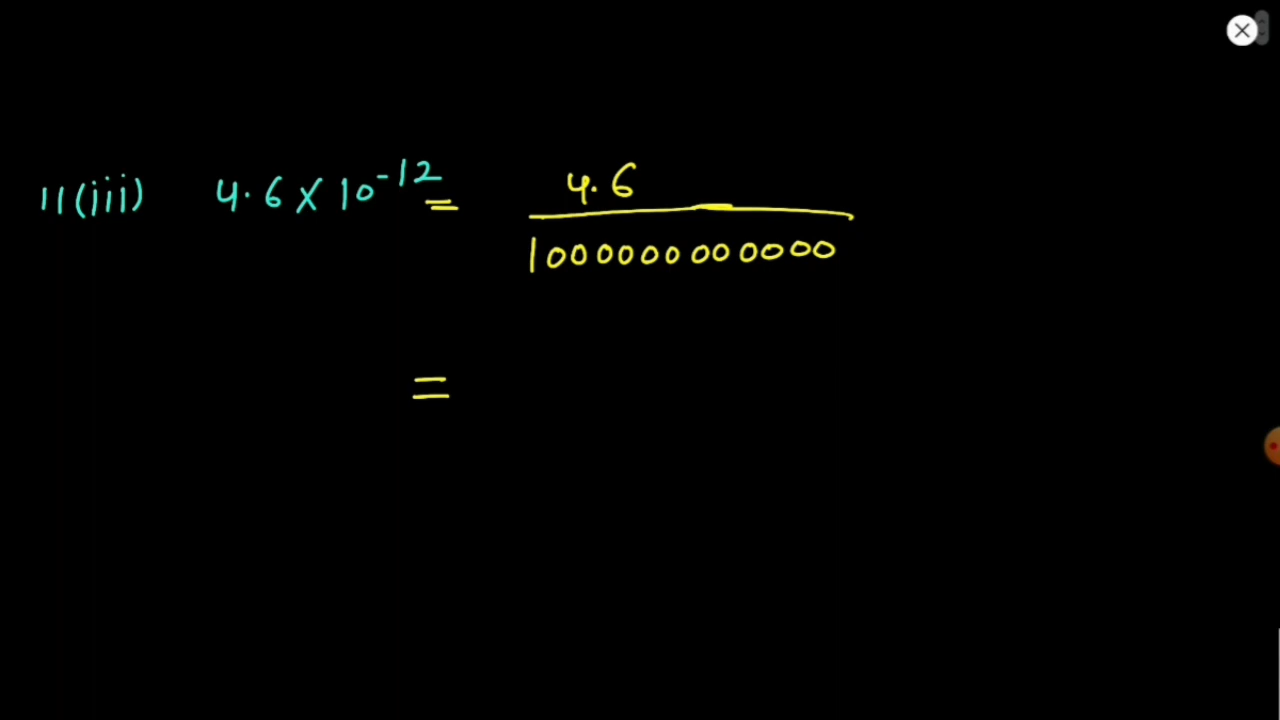 11(iii) 4.6 × 10⁻¹² = 4.6
1000000000000
=